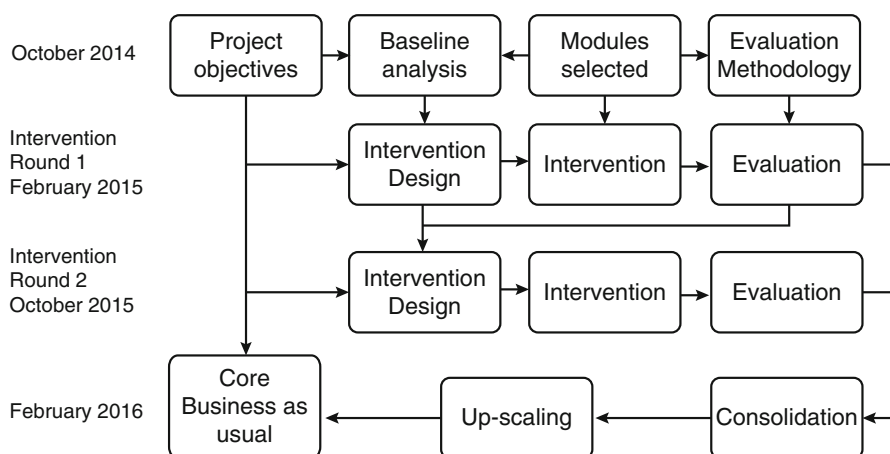 October 2014
Project
objectives
Baseline
analysis
Modules
selected
Evaluation
Methodology
Intervention
Round 1
February 2015
Intervention
Design
Intervention
Evaluation
Intervention
Round 2
October 2015
Intervention
Design
Intervention
Evaluation
February 2016
Core
Business as
usual
Up-scaling
Consolidation